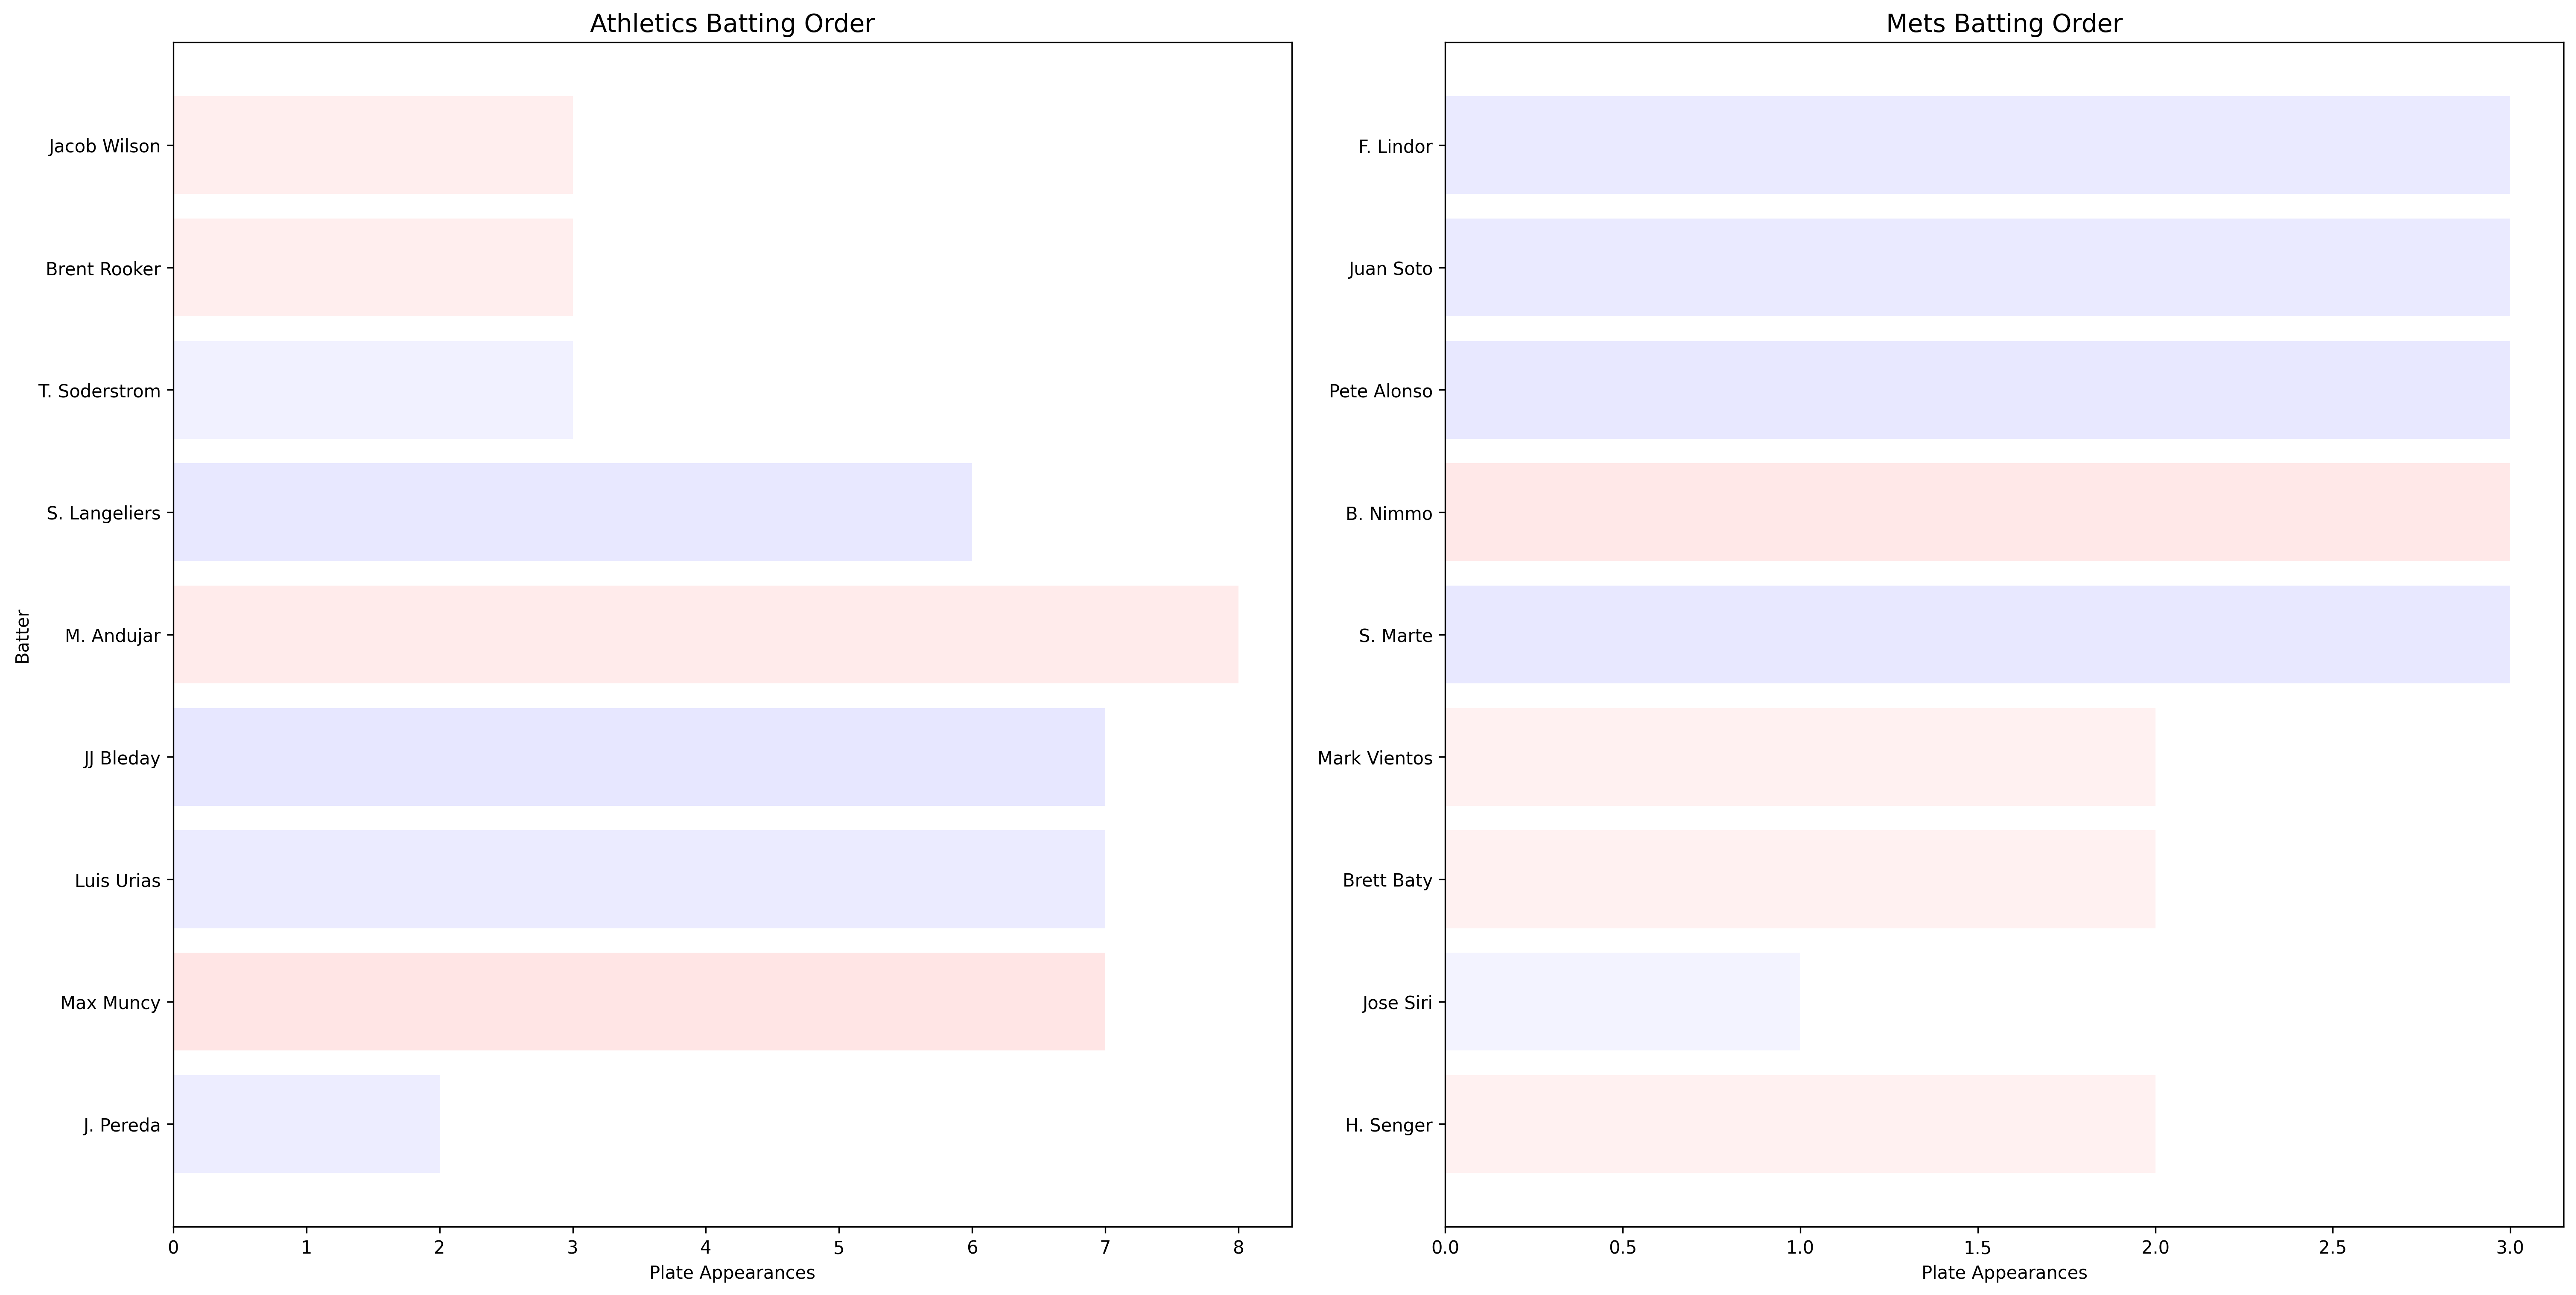 Athletics Batting Order
Batter
Jacob Wilson
Brent Rooker
T. Soderstrom
S. Langeliers
M. Andujar
JJ Bleday
Luis Urias
Max Muncy
J. Pereda
0 1 2 3 4 5 6 7 8
Plate Appearances
Mets Batting Order
F. Lindor
Juan Soto
Pete Alonso
B. Nimmo
S. Marte
Mark Vientos
Brett Baty
Jose Siri
H. Senger
0.0 0.5 1.0 1.5 2.0 2.5 3.0
Plate Appearances